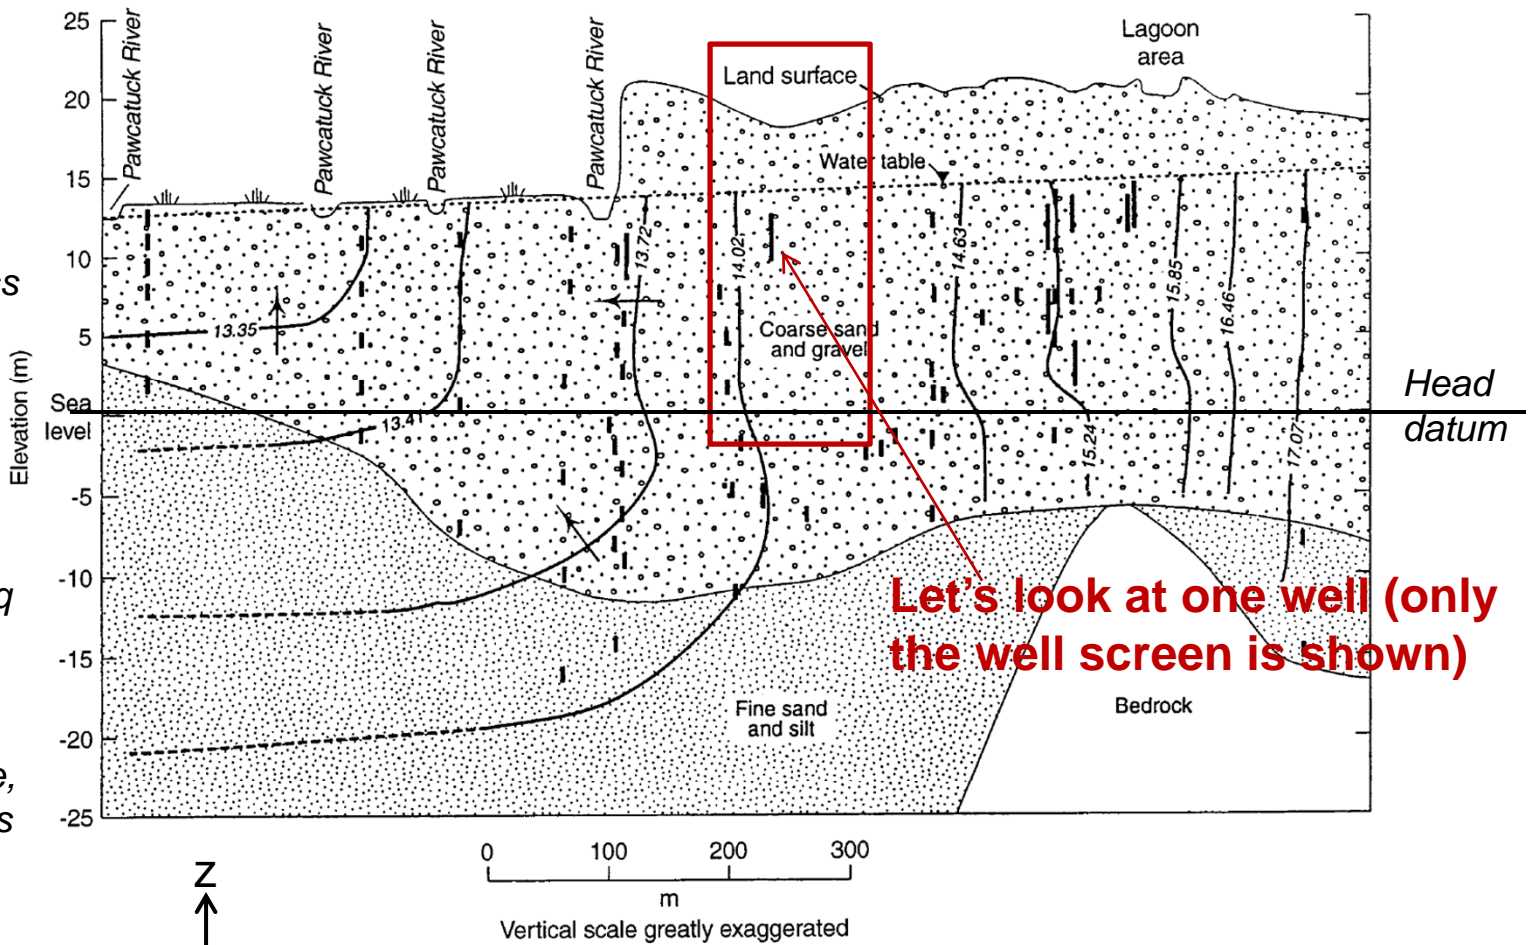 25
20
15
10
5
Sea
level
-5
-10
-15
-20
-25
Elevation (m)
Pawcatuck River
Pawcatuck River
Pawcatuck River
Pawcatuck River
Land surface
Lagoon
area
Water table
13.35
13.4
13.72
14.02
14.63
15.24
15.85
16.46
17.07
Coarse sand
and gravel
Head
datum
Let's look at one well (only
the well screen is shown)
Fine sand
and silt
Bedrock
ss
q
e,
s
z
0 100 200 300
m
Vertical scale greatly exaggerated